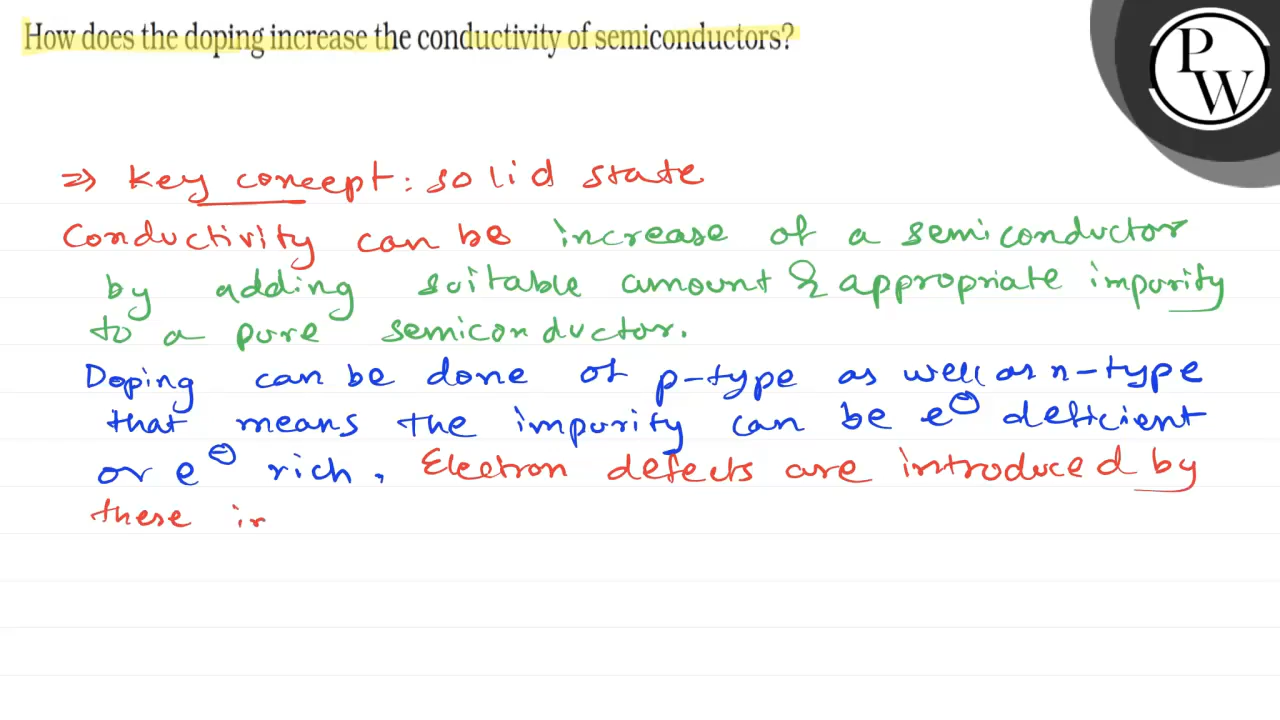 How does the doping increase the conductivity of semiconductors?
PW
⇒ Key concept: solid state
Conductivity can be increase of a semiconductor
by adding suitable amount & appropriate impurity
to a pure semiconductor.
Doping can be done of p-type as well as n-type
that means the impurity can be e⊖ deficient
or e⊖ rich. Electron defects are introduced by
these